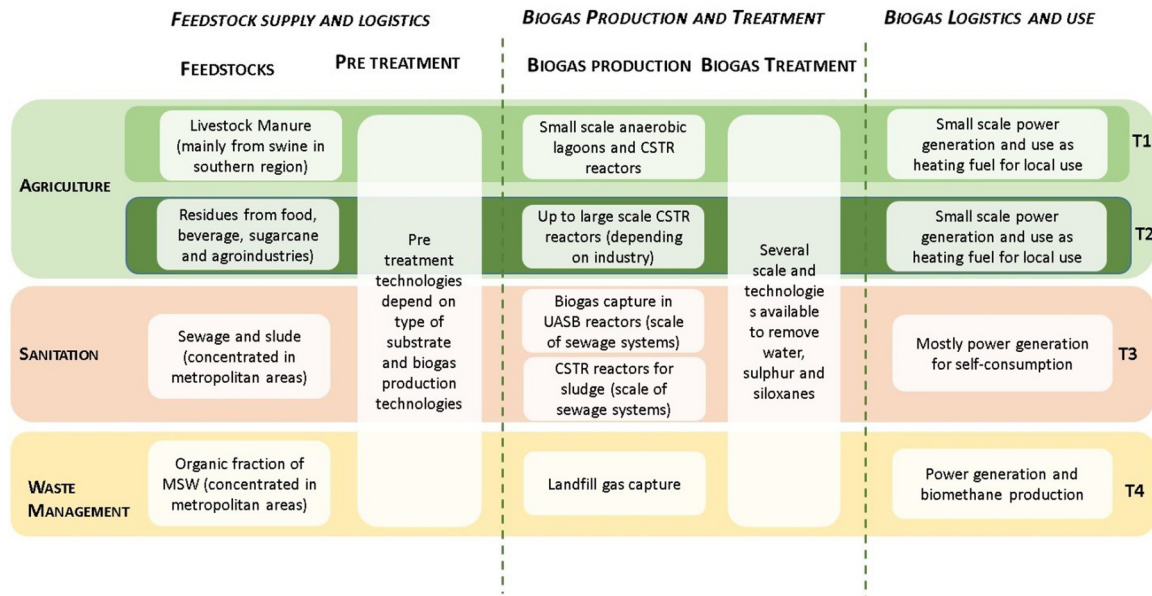 FEEDSTOCK SUPPLY AND LOGISTICS
BIOGAS PRODUCTION AND TREATMENT
BIOGAS LOGISTICS AND USE
FEEDSTOCKS
PRE TREATMENT
BIOGAS PRODUCTION
BIOGAS TREATMENT
AGRICULTURE
Livestock Manure
(mainly from swine in
southern region)
Small scale anaerobic
lagoons and CSTR
reactors
Small scale power
generation and use as
heating fuel for local use
T1
Residues from food,
beverage, sugarcane
and agroindustries)
Up to large scale CSTR
reactors (depending
on industry)
Small scale power
generation and use as
heating fuel for local use
T2
Pre
treatment
technologies
depend on
type of
substrate
and biogas
production
technologies
Several
scale and
technologie
s available
to remove
water,
sulphur and
siloxanes
SANITATION
Sewage and slude
(concentrated in
metropolitan areas)
Biogas capture in
UASB reactors (scale
of sewage systems)
CSTR reactors for
sludge (scale of
sewage systems)
Mostly power generation
for self-consumption
T3
WASTE
MANAGEMENT
Organic fraction of
MSW (concentrated in
metropolitan areas)
Landfill gas capture
Power generation and
biomethane production
T4